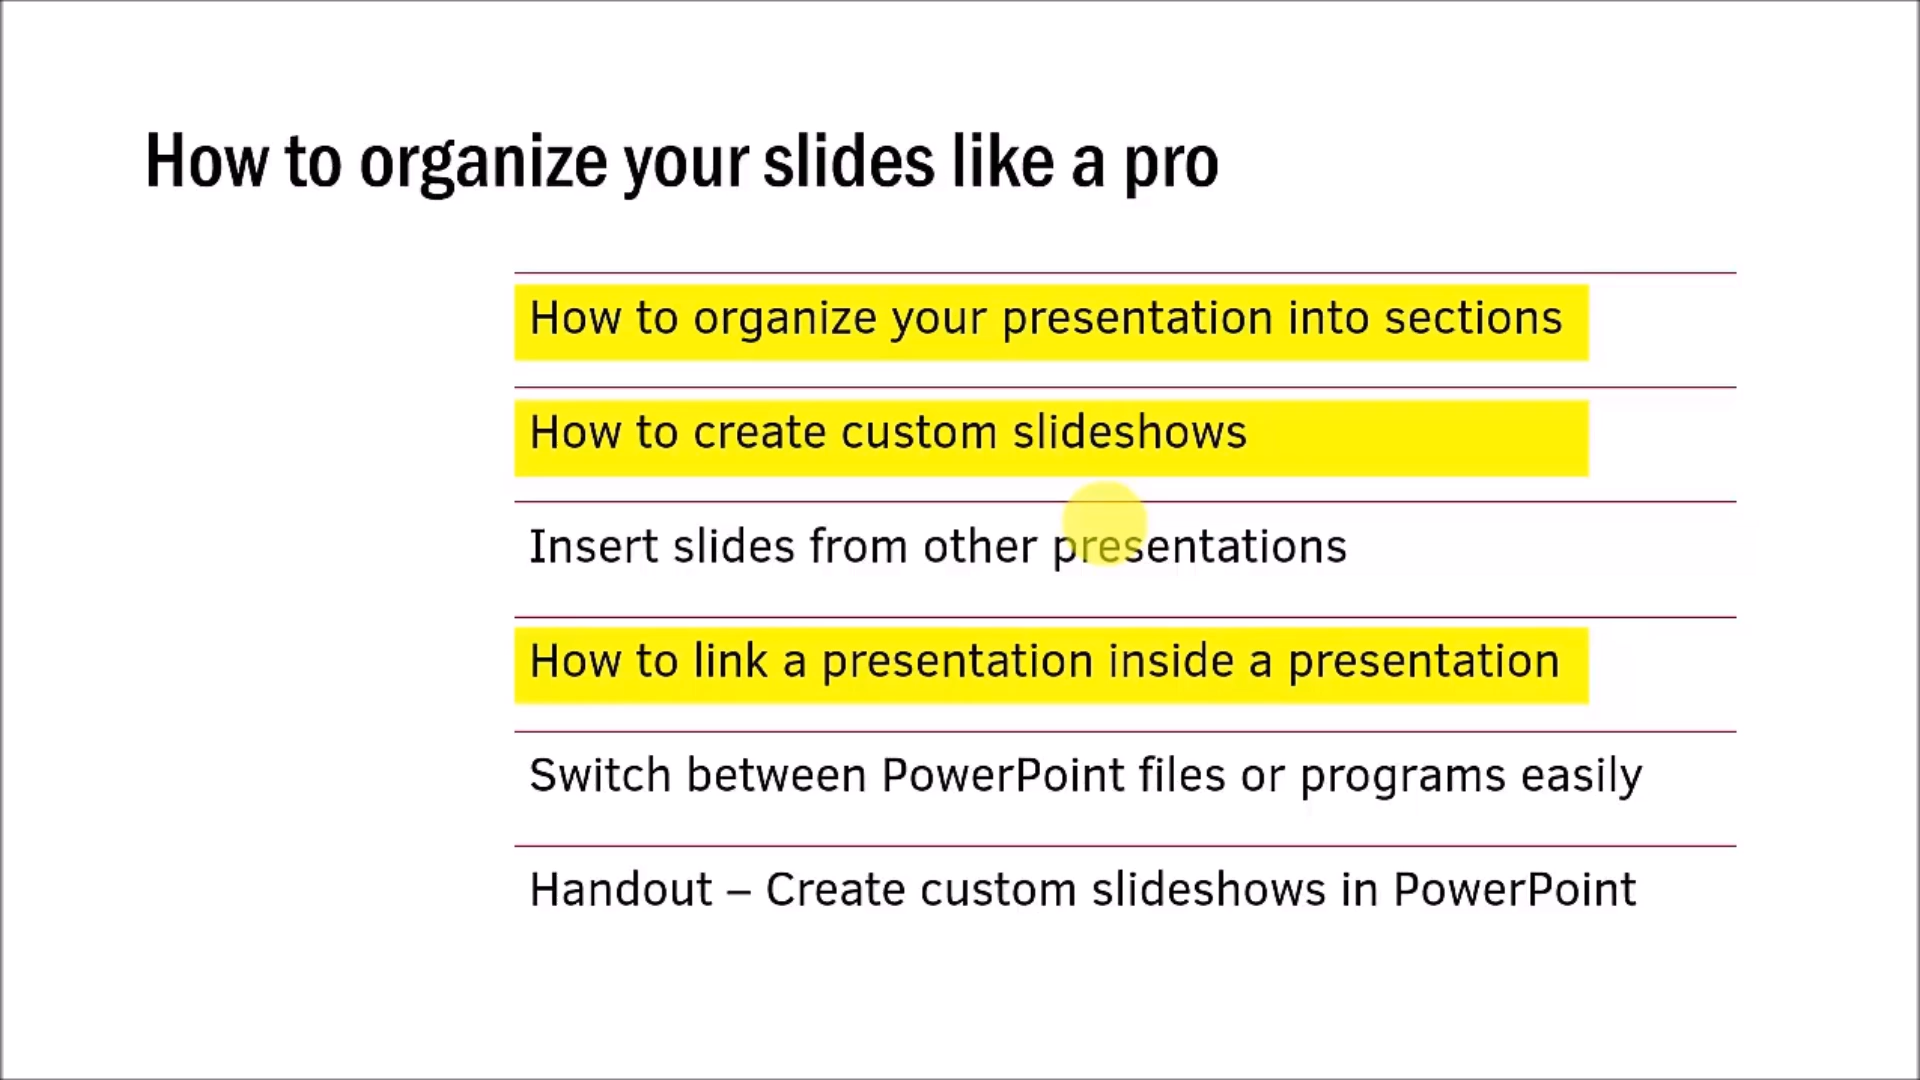 How to organize your slides like a pro
How to organize your presentation into sections
How to create custom slideshows
Insert slides from other presentations
How to link a presentation inside a presentation
Switch between PowerPoint files or programs easily
Handout – Create custom slideshows in PowerPoint